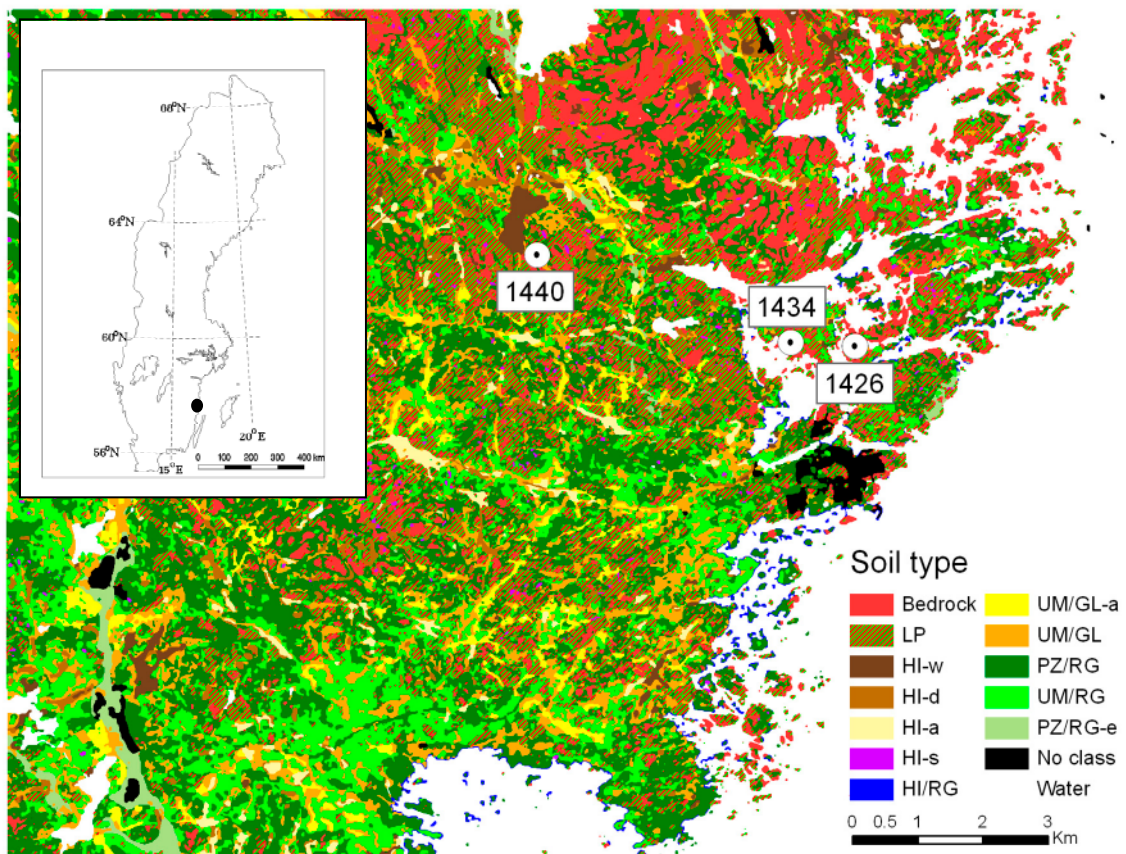 68°N
64°N
60°N
56°N
15°E
20°E
0 100 200 300 400 km
1440
1434
1426
Soil type
Bedrock
LP
HI-w
HI-d
HI-a
HI-s
HI/RG
UM/GL-a
UM/GL
PZ/RG
UM/RG
PZ/RG-e
No class
Water
0 0.5 1 2 3
Km